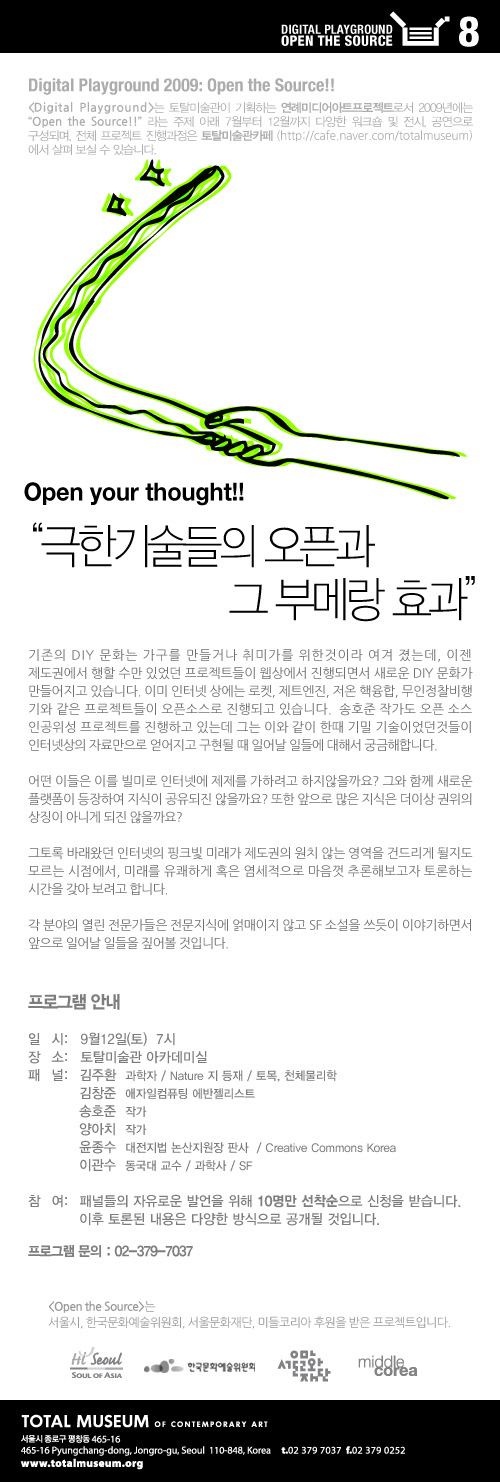 DIGITAL PLAYGROUND
OPEN THE SOURCE
8
Digital Playground 2009: Open the Source!!
<Digital Playground>는 토탈미술관이 기획하는 연례미디어아트프로젝트로서 2009년에는
“Open the Source!!” 라는 주제 아래 7월부터 12월까지 다양한 워크숍 및 전시, 공연으로
구성되며, 전체 프로젝트 진행과정은 토탈미술관카페 (http://cafe.naver.com/totalmuseum)
에서 살펴 보실 수 있습니다.
Open your thought!!
“극한기술들의 오픈과
그 부메랑 효과”
기존의 DIY 문화는 가구를 만들거나 취미가를 위한것이라 여겨 졌는데, 이젠
제도권에서 행할 수만 있었던 프로젝트들이 웹상에서 진행되면서 새로운 DIY 문화가
만들어지고 있습니다. 이미 인터넷 상에는 로켓, 제트엔진, 저온 핵융합, 무인정찰비행
기와 같은 프로젝트들이 오픈소스로 진행되고 있습니다. 송호준 작가도 오픈 소스
인공위성 프로젝트를 진행하고 있는데 그는 이와 같이 한때 기밀 기술이었던것들이
인터넷상의 자료만으로 얻어지고 구현될 때 일어날 일들에 대해서 궁금해합니다.
어떤 이들은 이를 빌미로 인터넷에 제제를 가하려고 하지않을까요? 그와 함께 새로운
플랫폼이 등장하여 지식이 공유되진 않을까요? 또한 앞으로 많은 지식은 더이상 권위의
상징이 아니게 되진 않을까요?
그토록 바래왔던 인터넷의 핑크빛 미래가 제도권의 원치 않는 영역을 건드리게 될지도
모르는 시점에서, 미래를 유쾌하게 혹은 염세적으로 마음껏 추론해보고자 토론하는
시간을 갖아 보려고 합니다.
각 분야의 열린 전문가들은 전문지식에 얽매이지 않고 SF 소설을 쓰듯이 이야기하면서
앞으로 일어날 일들을 짚어볼 것입니다.
프로그램 안내
일 시: 9월12일(토) 7시
장 소: 토탈미술관 아카데미실
패 널: 김주환 과학자 / Nature 지 등재 / 토목, 천체물리학
김창준 애자일컴퓨팅 에반젤리스트
송호준 작가
양아치 작가
윤종수 대전지법 논산지원장 판사 / Creative Commons Korea
이관수 동국대 교수 / 과학사 / SF
참 여: 패널들의 자유로운 발언을 위해 10명만 선착순으로 신청을 받습니다.
이후 토론된 내용은 다양한 방식으로 공개될 것입니다.
프로그램 문의 : 02-379-7037
<Open the Source>는
서울시, 한국문화예술위원회, 서울문화재단, 미들코리아 후원을 받은 프로젝트입니다.
Hi Seoul
SOUL OF ASIA
한국문화예술위원회
서울문화재단
middle
corea
TOTAL MUSEUM OF CONTEMPORARY ART
서울시 종로구 평창동 465-16
465-16 Pyungchang-dong, Jongro-gu, Seoul 110-848, Korea t.02 379 7037 f.02 379 0252
www.totalmuseum.org